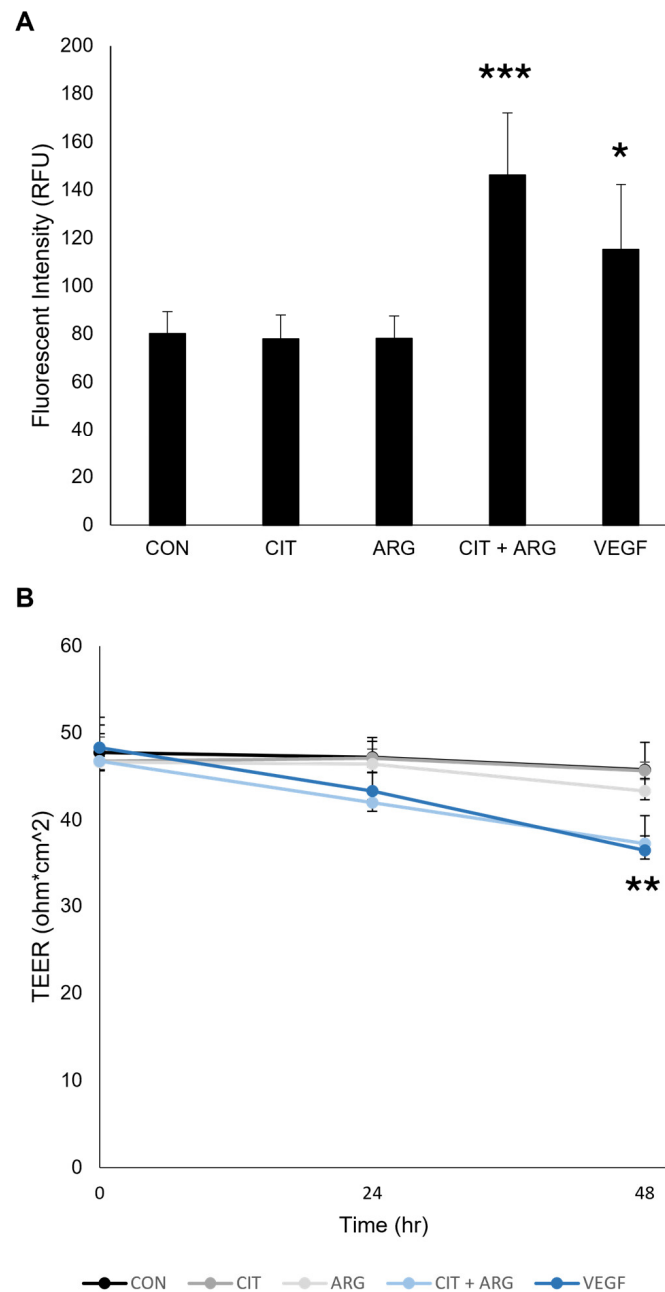 A
Fluorescent Intensity (RFU)
200
180
160
140
120
100
80
60
40
20
0
***
*
CON CIT ARG CIT + ARG VEGF
B
TEER (ohm*cm^2)
60
50
40
30
20
10
0
**
0 24 48
Time (hr)
CON CIT ARG CIT + ARG VEGF